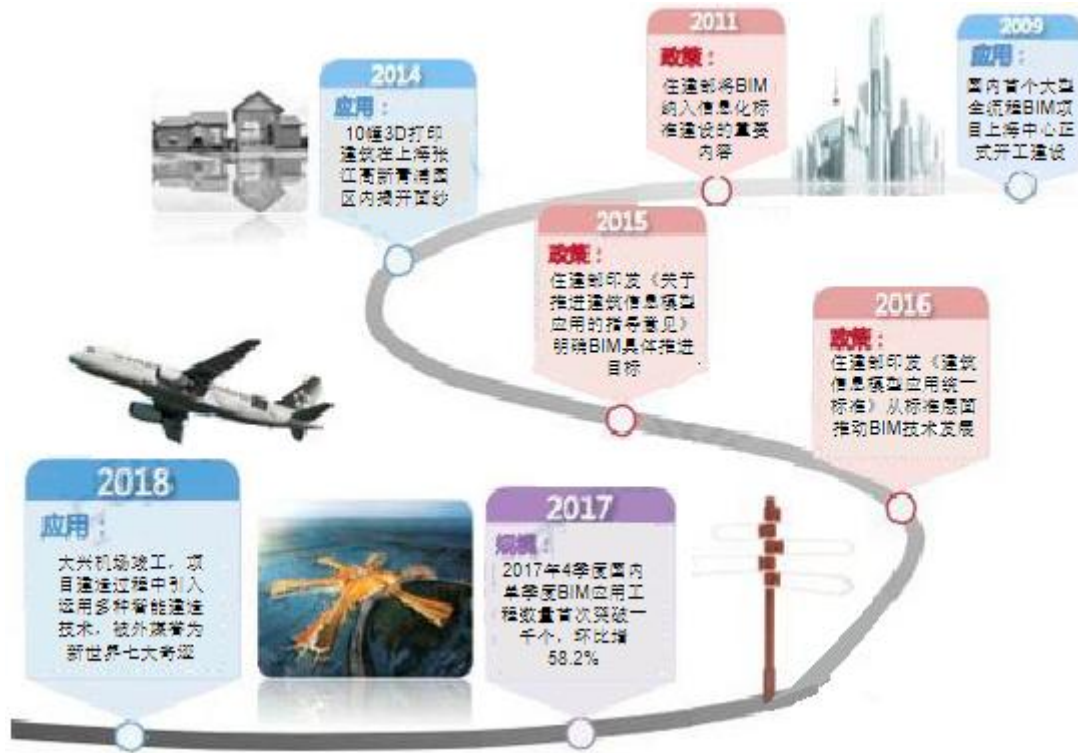 2009
应用：
国内首个大型
全流程BIM项
目上海中心正
式开工建设
2011
政策：
住建部将BIM
纳入信息化标
准建设的重要
内容
2014
应用：
10幢3D打印
建筑在上海张
江高新青浦园
区内揭开面纱
2015
政策：
住建部印发《关于
推进建筑信息模型
应用的指导意见》
明确BIM具体推进
目标
2016
政策：
住建部印发《建筑
信息模型应用统一
标准》从标准层面
推动BIM技术发展
2017
规模：
2017年4季度国内
单季度BIM应用工
程数量首次突破一
千个，环比增
58.2%
2018
应用：
大兴机场竣工，项
目建造过程中引入
运用多种智能建造
技术，被外媒誉为
新世界七大奇迹